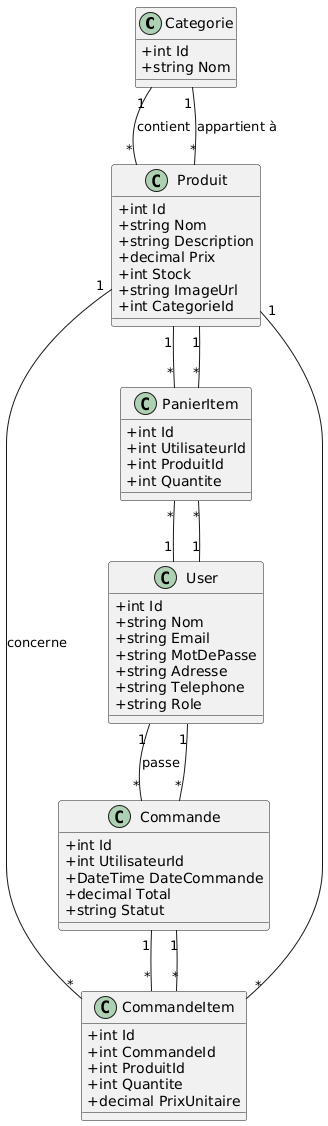 C Categorie
+int Id
+string Nom
1 1
contient appartient à
* *
C Produit
+int Id
+string Nom
+string Description
+decimal Prix
+int Stock
+string ImageUrl
+int CategorieId
1 1
1 1
* *
C PanierItem
+int Id
+int UtilisateurId
+int ProduitId
+int Quantite
* *
1 1
C User
+int Id
+string Nom
+string Email
+string MotDePasse
+string Adresse
+string Telephone
+string Role
concerne
1 1
passe
* *
C Commande
+int Id
+int UtilisateurId
+DateTime DateCommande
+decimal Total
+string Statut
1 1
* *
* *
C CommandeItem
+int Id
+int CommandeId
+int ProduitId
+int Quantite
+decimal PrixUnitaire